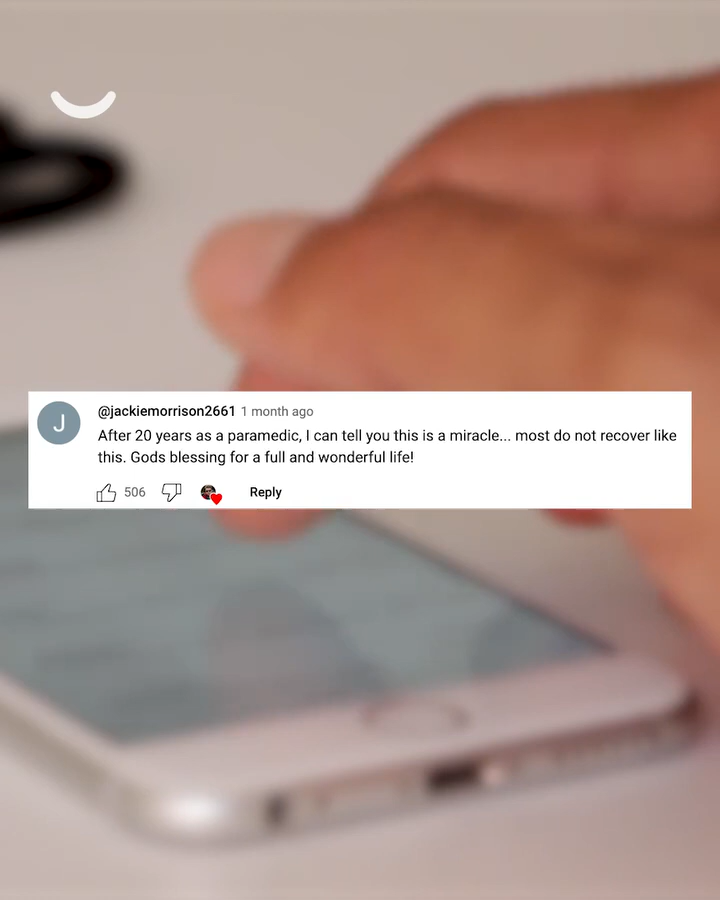 J
@jackiemorrison2661 1 month ago
After 20 years as a paramedic, I can tell you this is a miracle... most do not recover like
this. Gods blessing for a full and wonderful life!
506
Reply